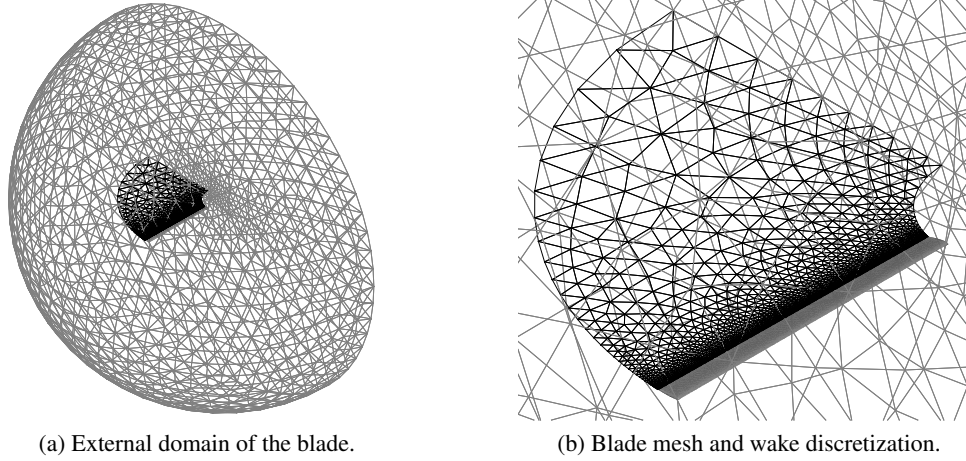 (a) External domain of the blade.
(b) Blade mesh and wake discretization.